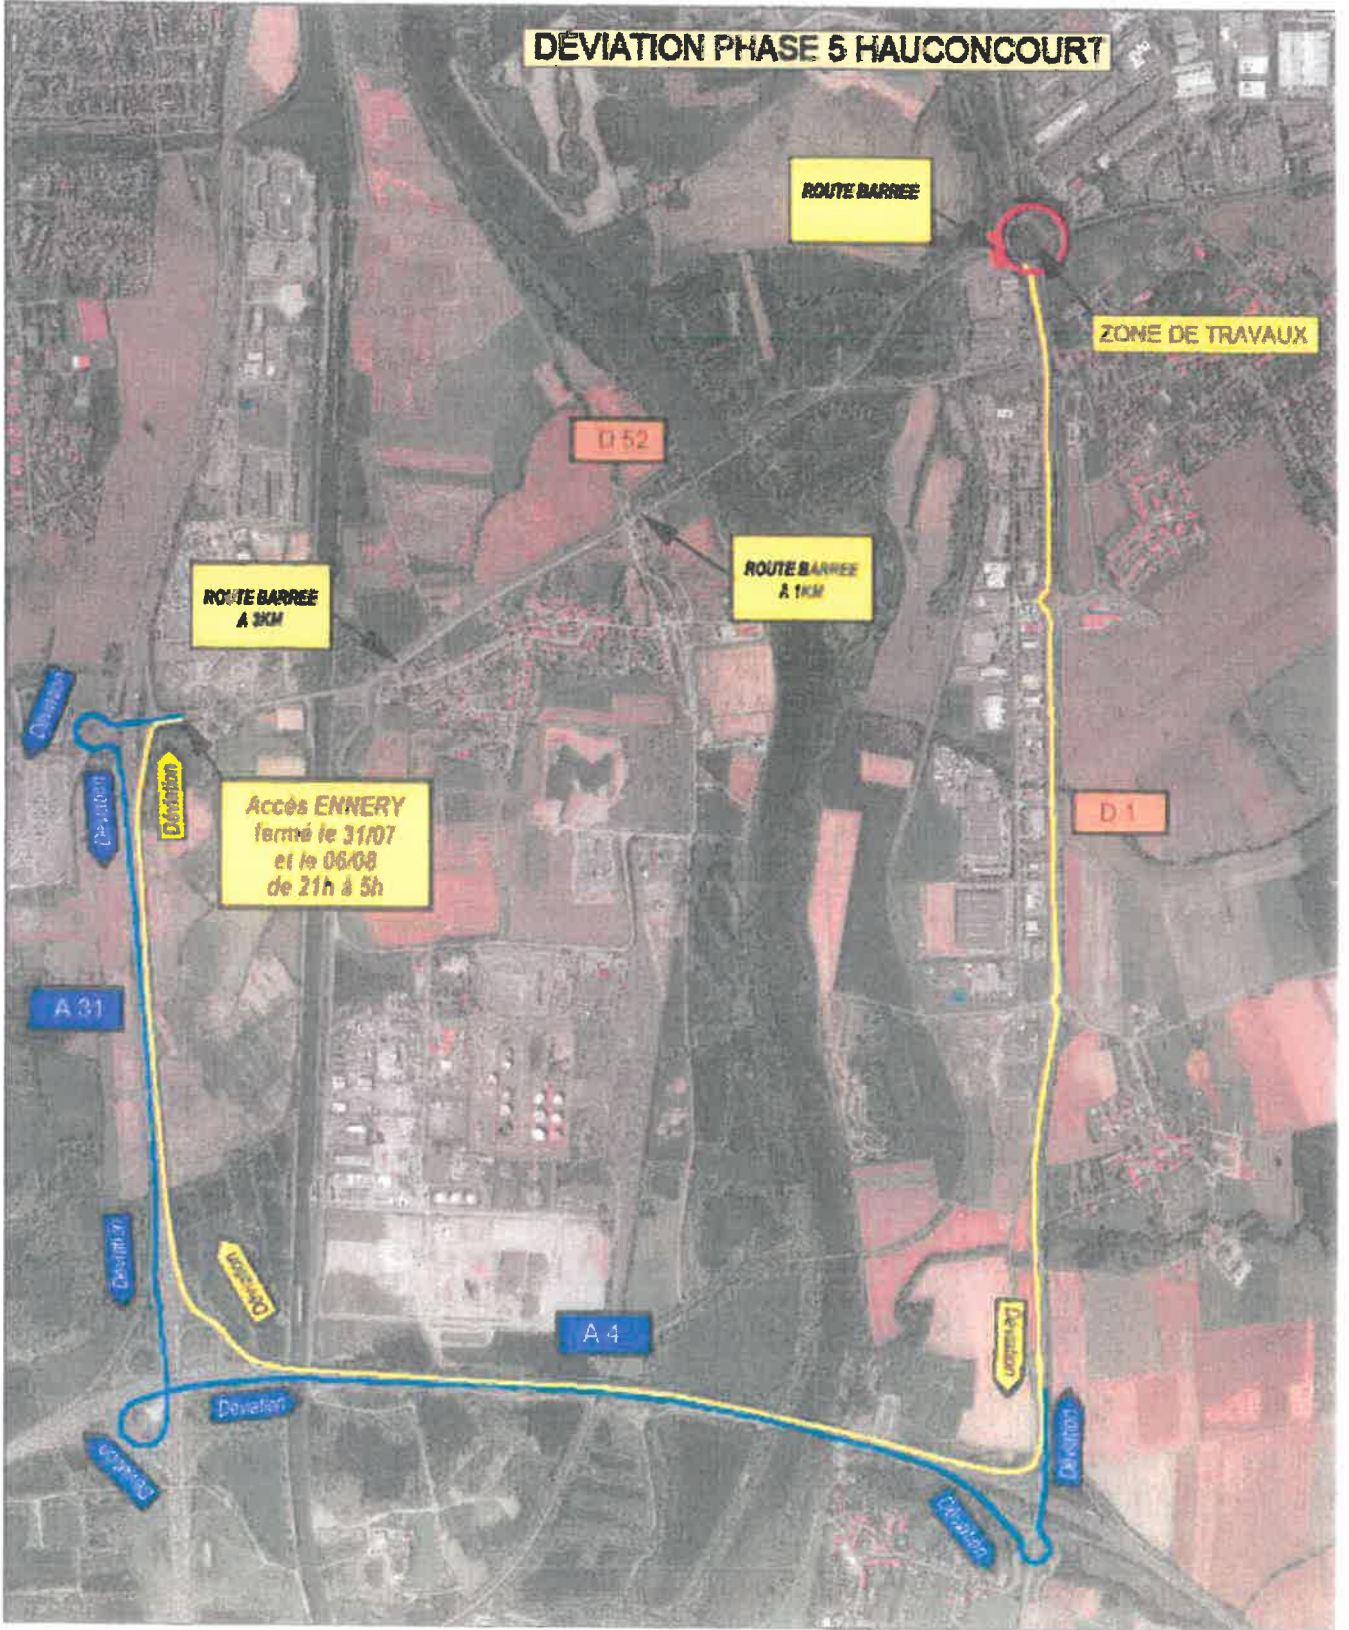 DÉVIATION PHASE 5 HAUCONCOURT
ROUTE BARREE
ZONE DE TRAVAUX
D 52
ROUTE BARREE
A 1KM
ROUTE BARREE
A 3KM
Déviation
Déviation
Déviation
Accès ENNERY
fermé le 31/07
et le 06/08
de 21h à 5h
D 1
A 31
Déviation
Déviation
A 4
Déviation
Déviation
Déviation
Déviation
Déviation